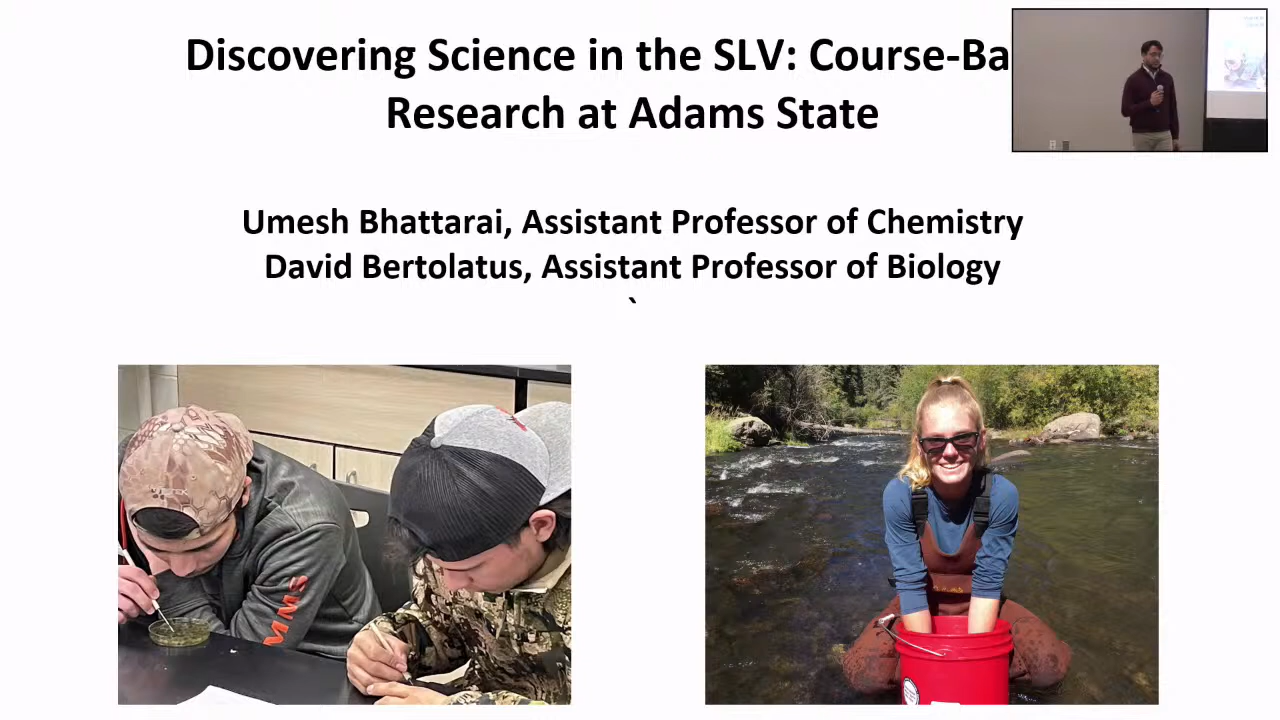 Discovering Science in the SLV: Course-Ba
Research at Adams State
Umesh Bhattarai, Assistant Professor of Chemistry
David Bertolatus, Assistant Professor of Biology
`